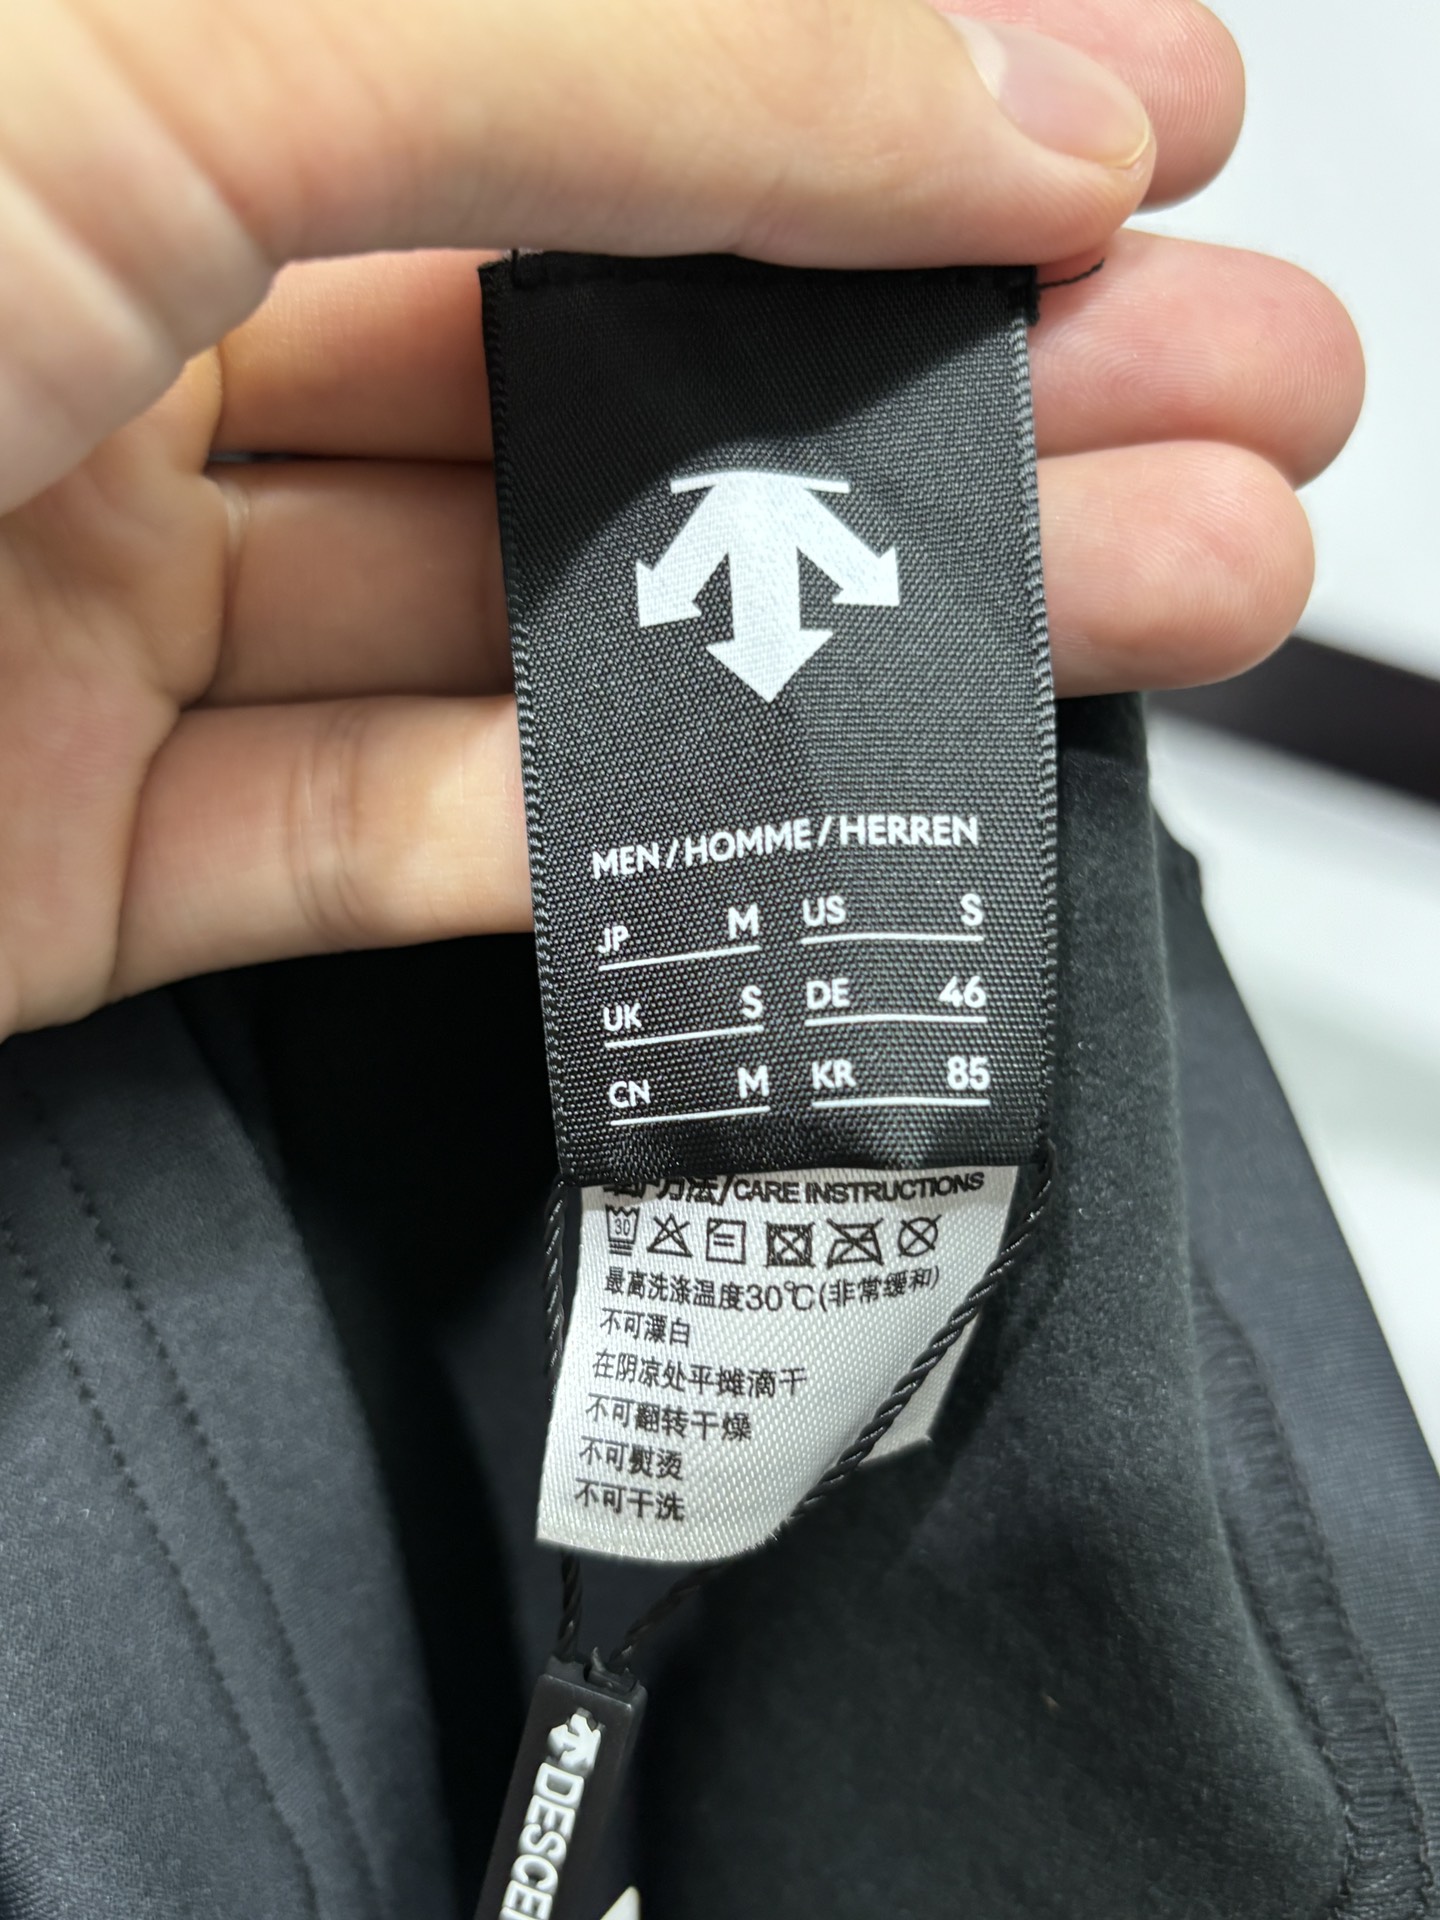 MEN/HOMME/HERREN
JP M US S
UK S DE 46
CN M KR 85
方法/CARE INSTRUCTIONS
30
最高洗涤温度30℃(非常缓和)
不可漂白
在阴凉处平摊滴干
不可翻转干燥
不可熨烫
不可干洗
DESCE